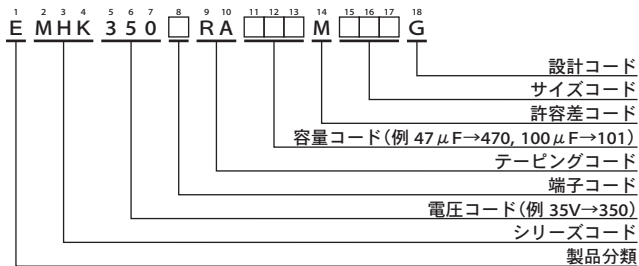 1 2 3 4 5 6 7 8 9 10 11 12 13 14 15 16 17 18
E MHK 350 □ RA □□□ M □□□ G
設計コード
サイズコード
許容差コード
容量コード(例 47μF→470, 100μF→101)
テーピングコード
端子コード
電圧コード(例 35V→350)
シリーズコード
製品分類